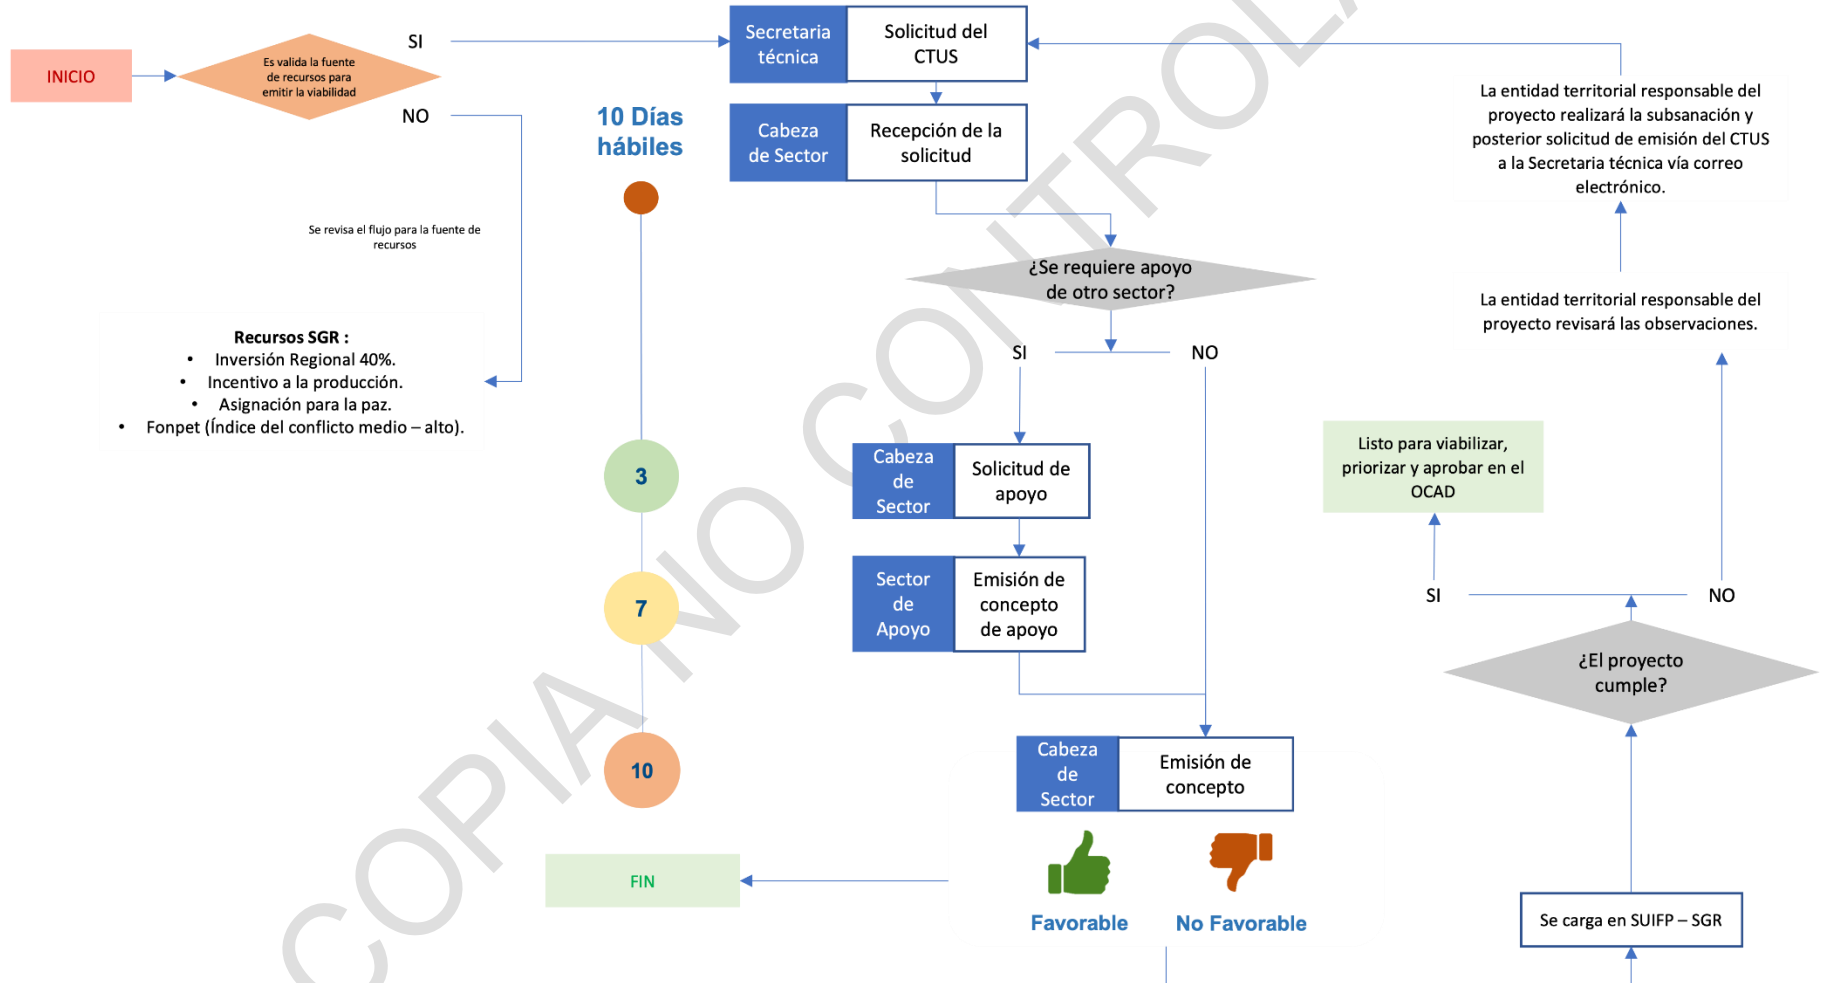 INICIO
Es valida la fuente
de recursos para
emitir la viabilidad
SI
NO
Se revisa el flujo para la fuente de
recursos
Recursos SGR :
• Inversión Regional 40%.
• Incentivo a la producción.
• Asignación para la paz.
• Fonpet (Índice del conflicto medio – alto).
10 Días
hábiles
3
7
10
FIN
Secretaria
técnica
Solicitud del
CTUS
Cabeza
de Sector
Recepción de la
solicitud
¿Se requiere apoyo
de otro sector?
SI
NO
Cabeza
de
Sector
Solicitud de
apoyo
Sector
de
Apoyo
Emisión de
concepto
de apoyo
Cabeza
de
Sector
Emisión de
concepto
Favorable
No Favorable
La entidad territorial responsable del
proyecto realizará la subsanación y
posterior solicitud de emisión del CTUS
a la Secretaria técnica vía correo
electrónico.
La entidad territorial responsable del
proyecto revisará las observaciones.
Listo para viabilizar,
priorizar y aprobar en el
OCAD
SI
NO
¿El proyecto
cumple?
Se carga en SUIFP – SGR
COPIA NO CONTROLA